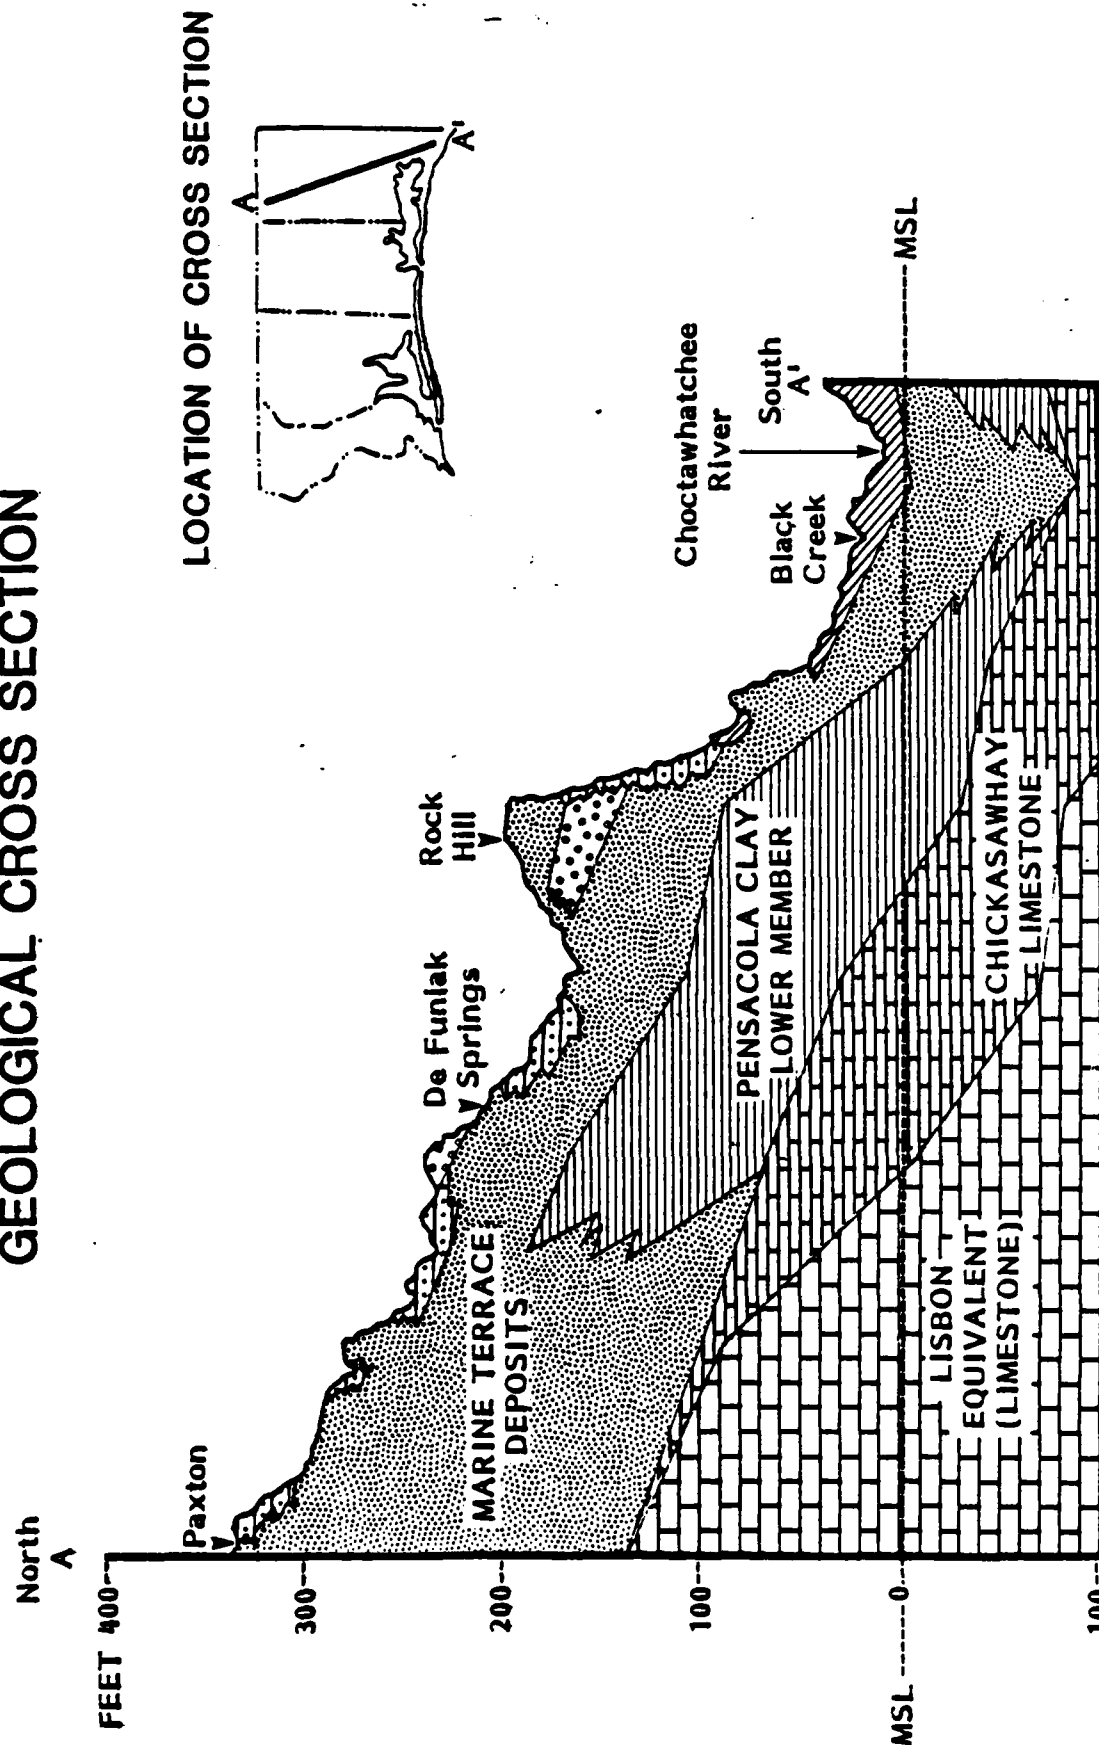 GEOLOGICAL CROSS SECTION
LOCATION OF CROSS SECTION
A
A'
North
A
FEET 400
300
200
100
MSL 0
100
Paxton
De Funiak
Springs
Rock
Hill
Black
Creek
Choctawhatchee
River
South
A'
MSL
MARINE TERRACE
DEPOSITS
PENSACOLA CLAY
LOWER MEMBER
CHICKASAWHAY
LIMESTONE
LISBON
EQUIVALENT
(LIMESTONE)